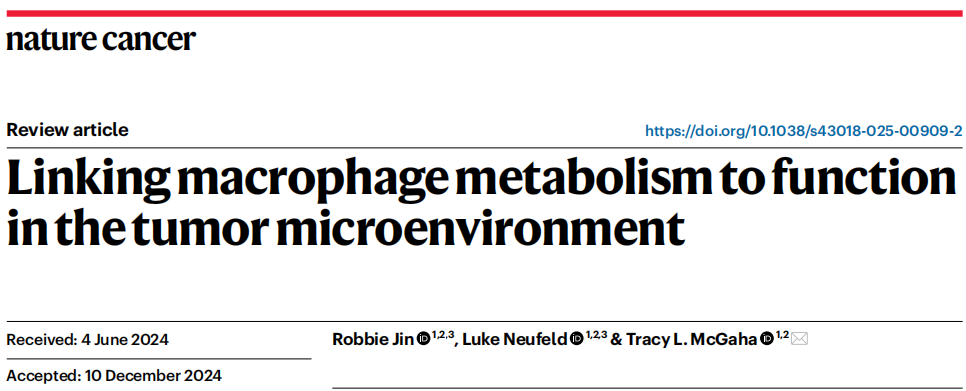 nature cancer
Review article
https://doi.org/10.1038/s43018-025-00909-2
Linking macrophage metabolism to function
in the tumor microenvironment
Received: 4 June 2024
Accepted: 10 December 2024
Robbie Jin 1,2,3, Luke Neufeld 1,2,3 & Tracy L. McGaha 1,2